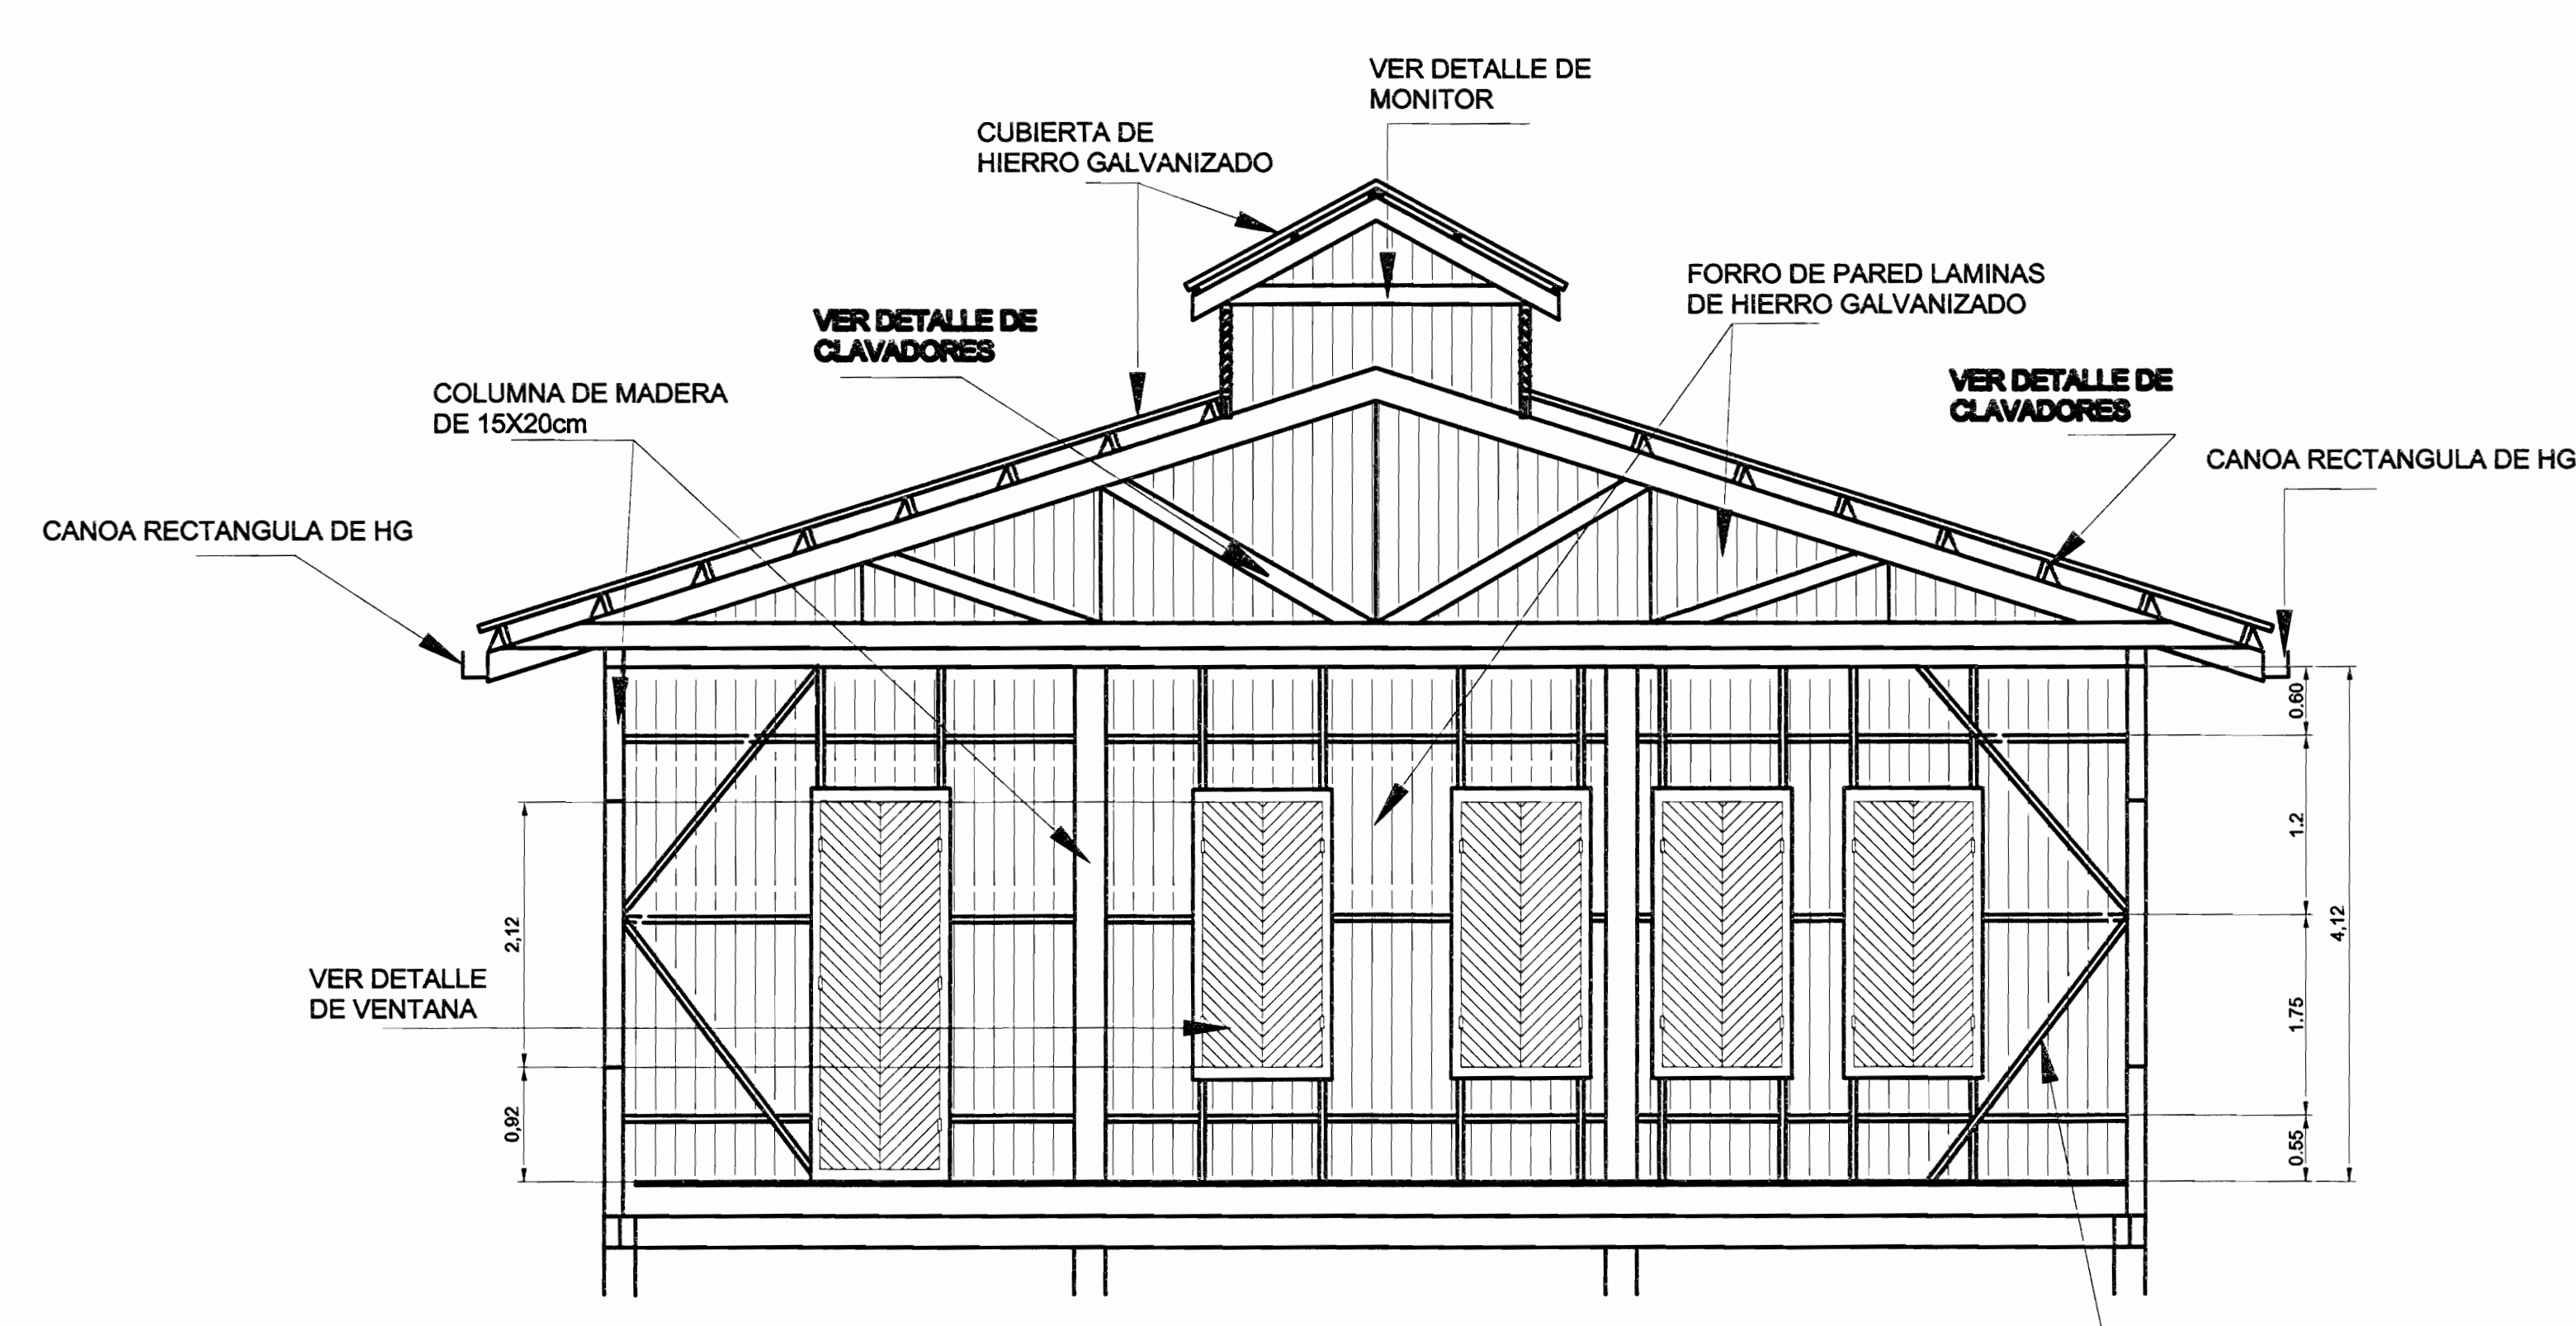 VER DETALLE DE
MONITOR
CUBIERTA DE
HIERRO GALVANIZADO
FORRO DE PARED LAMINAS
DE HIERRO GALVANIZADO
VER DETALLE DE
CLAVADORES
VER DETALLE DE
CLAVADORES
COLUMNA DE MADERA
DE 15X20cm
CANOA RECTANGULA DE HG
CANOA RECTANGULA DE HG
0.60
1.2
4,12
2,12
VER DETALLE
DE VENTANA
1.75
0,92
0.55